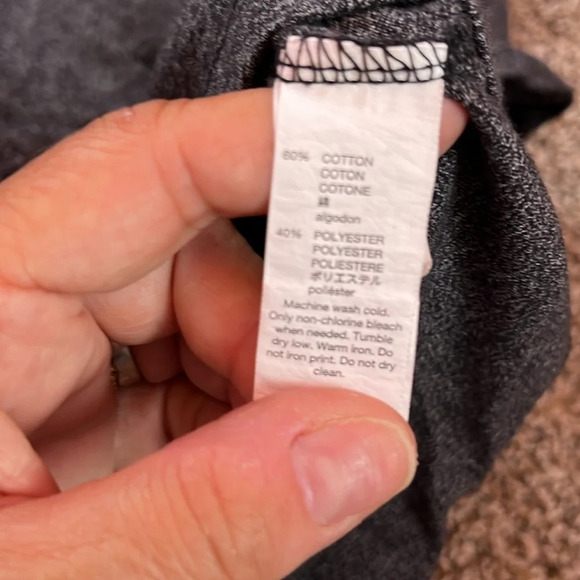 60% COTTON
COTON
COTONE
綿
algodon
40% POLYESTER
POLYESTER
POLIESTERE
ポリエステル
poliéster
Machine wash cold.
Only non-chlorine bleach
when needed. Tumble
dry low. Warm iron. Do
not iron print. Do not dry
clean.